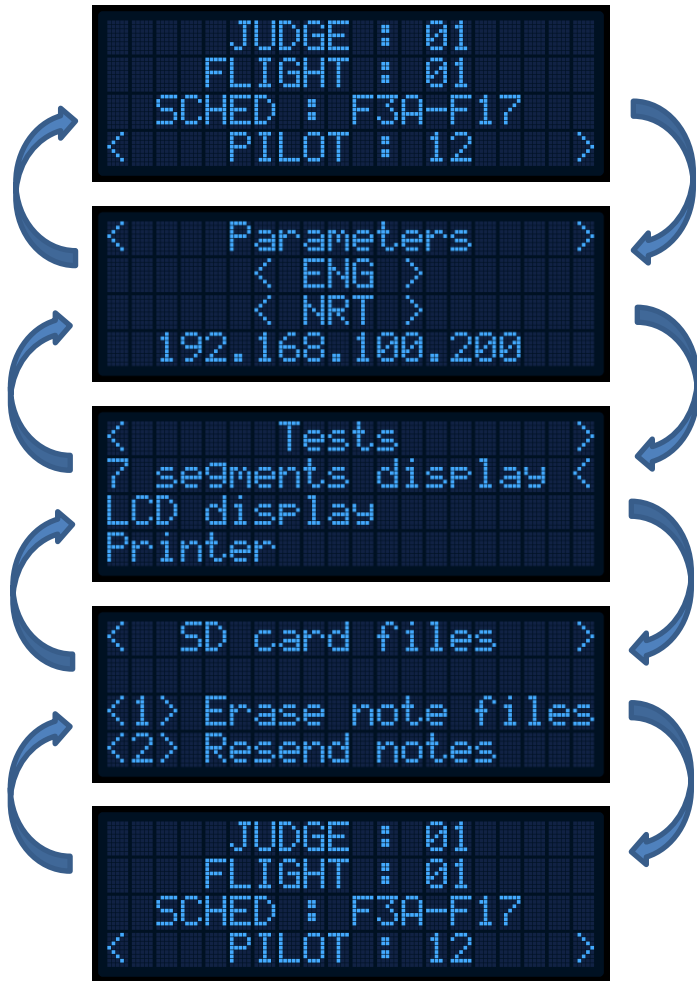 JUDGE : 01
FLIGHT : 01
SCHED : F3A-F17
< PILOT : 12 >
< Parameters >
< ENG >
< NRT >
192.168.100.200
< Tests >
7 segments display <
LCD display
Printer
< SD card files >
<1> Erase note files
<2> Resend notes
JUDGE : 01
FLIGHT : 01
SCHED : F3A-F17
< PILOT : 12 >